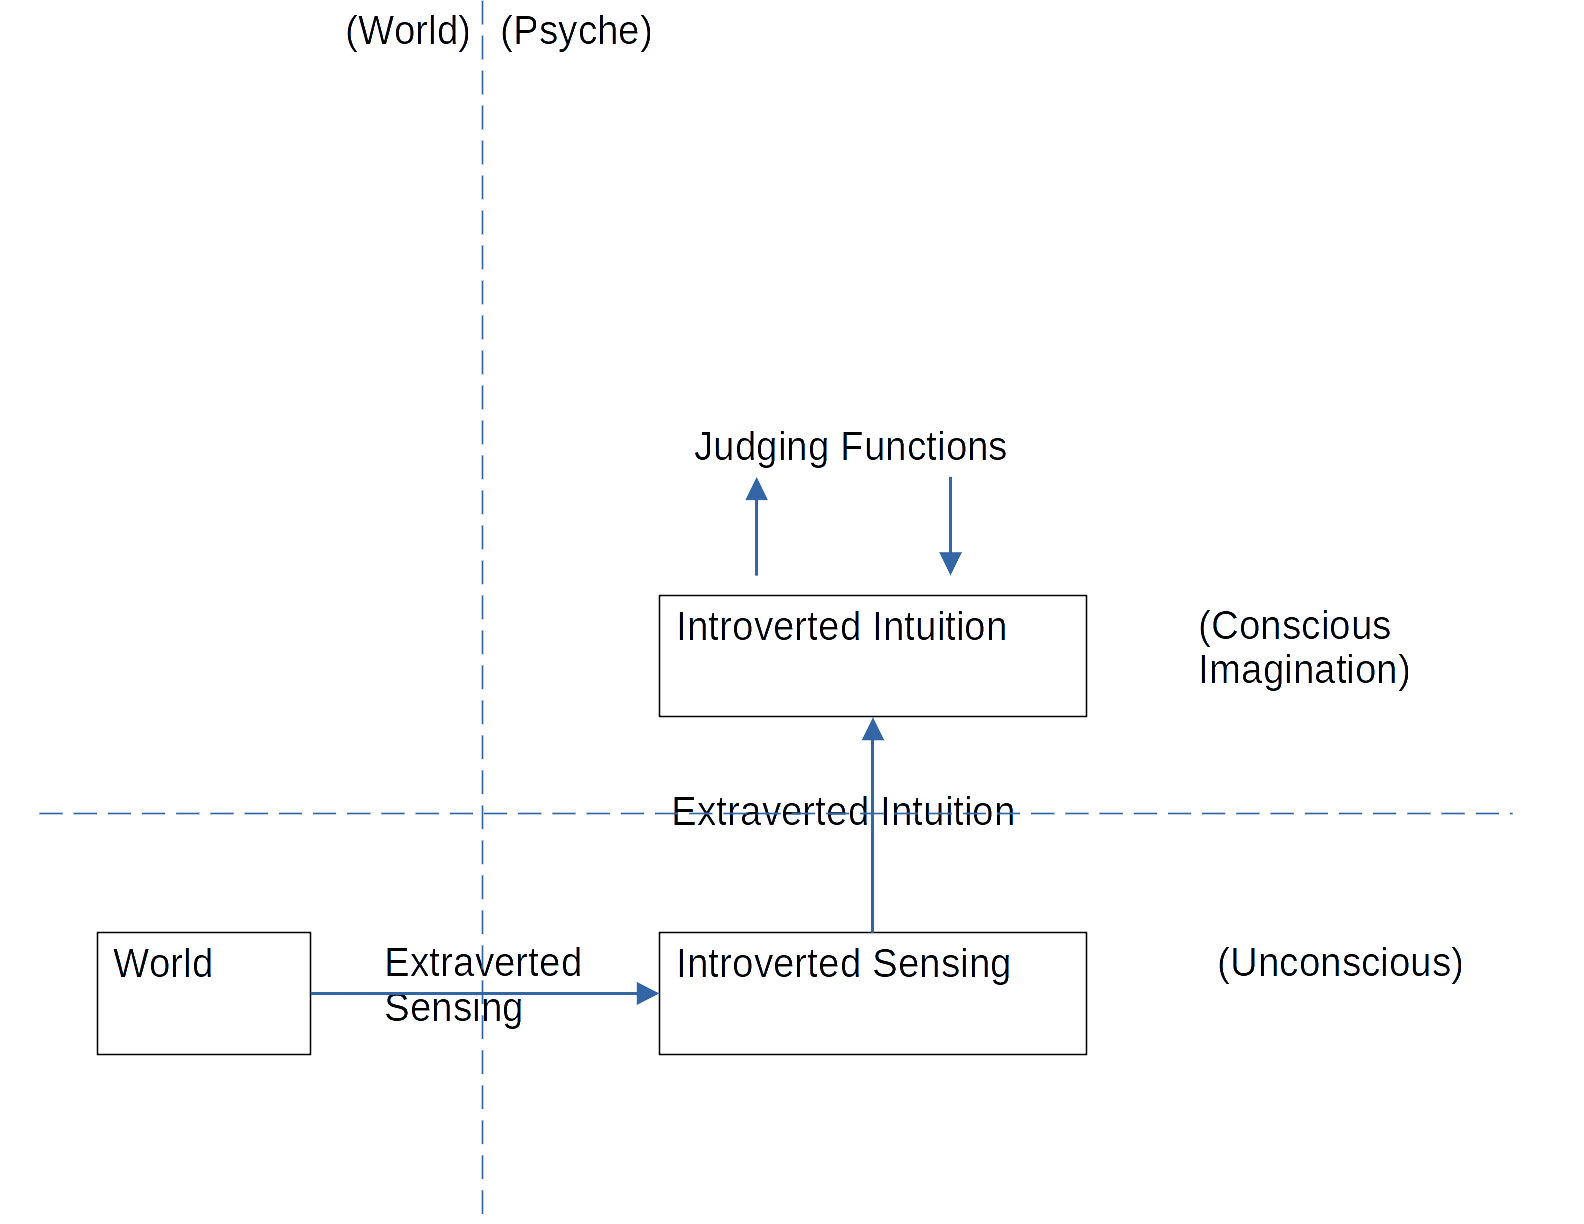 (World) (Psyche)
Judging Functions
Introverted Intuition
(Conscious
Imagination)
Extraverted Intuition
World
Extraverted
Sensing
Introverted Sensing
(Unconscious)